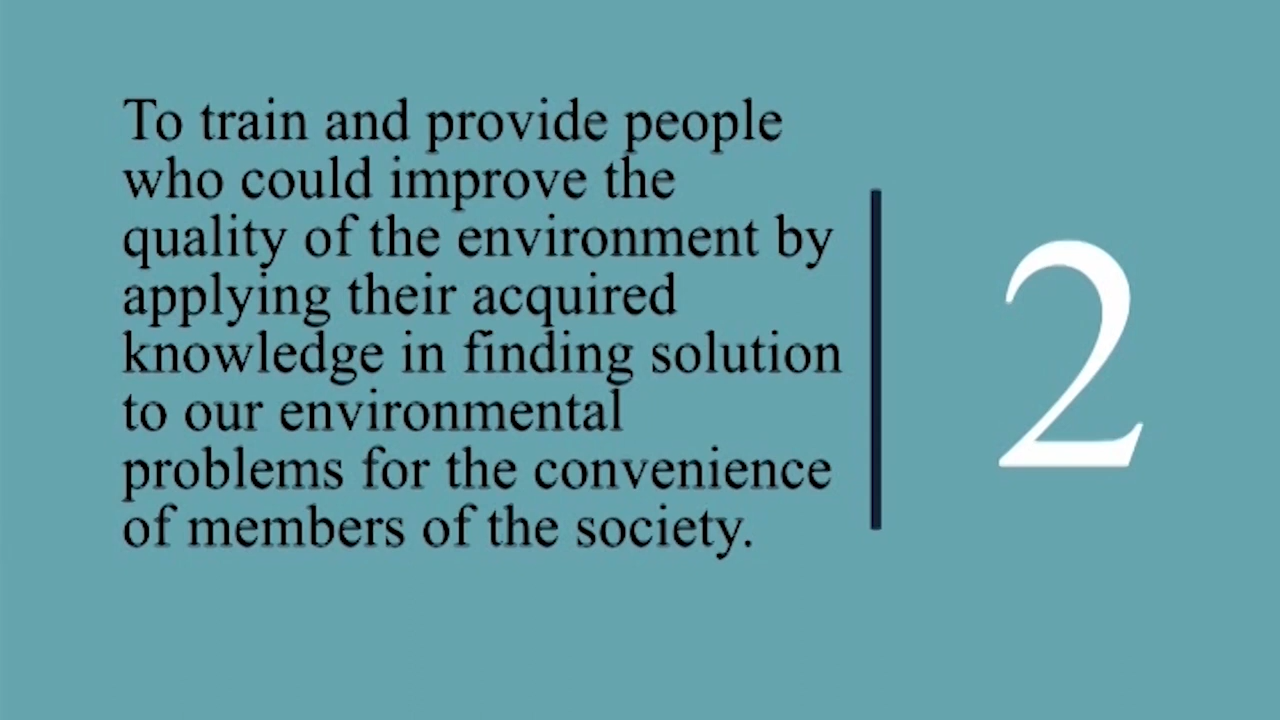 To train and provide people
who could improve the
quality of the environment by
applying their acquired
knowledge in finding solution
to our environmental
problems for the convenience
of members of the society.
2